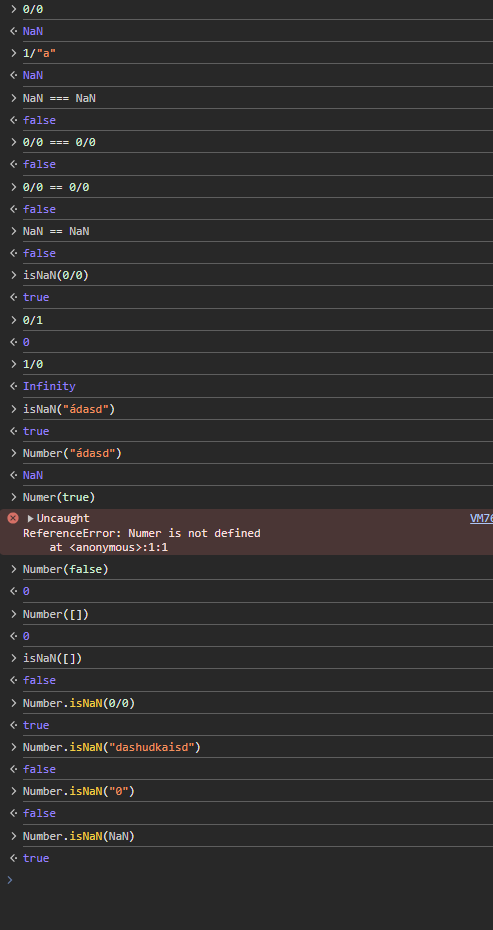 > 0/0
<· NaN
> 1/"a"
<· NaN
> NaN === NaN
<· false
> 0/0 === 0/0
<· false
> 0/0 == 0/0
<· false
> NaN == NaN
<· false
> isNaN(0/0)
<· true
> 0/1
<· 0
> 1/0
<· Infinity
> isNaN("ádasd")
<· true
> Number("ádasd")
<· NaN
> Numer(true)
▶ Uncaught VM76
ReferenceError: Numer is not defined
    at <anonymous>:1:1
> Number(false)
<· 0
> Number([])
<· 0
> isNaN([])
<· false
> Number.isNaN(0/0)
<· true
> Number.isNaN("dashudkaisd")
<· false
> Number.isNaN("0")
<· false
> Number.isNaN(NaN)
<· true
>